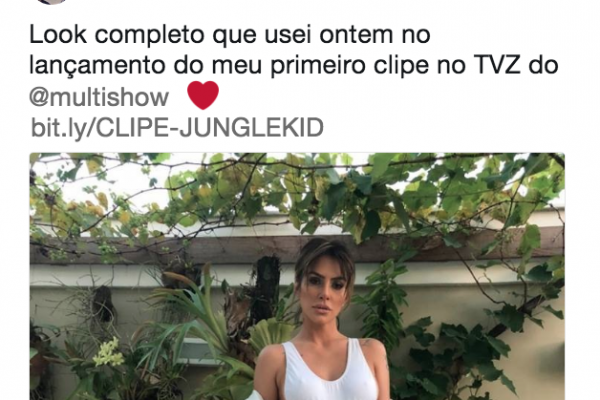 Look completo que usei ontem no
lançamento do meu primeiro clipe no TVZ do
@multishow ❤
bit.ly/CLIPE-JUNGLEKID